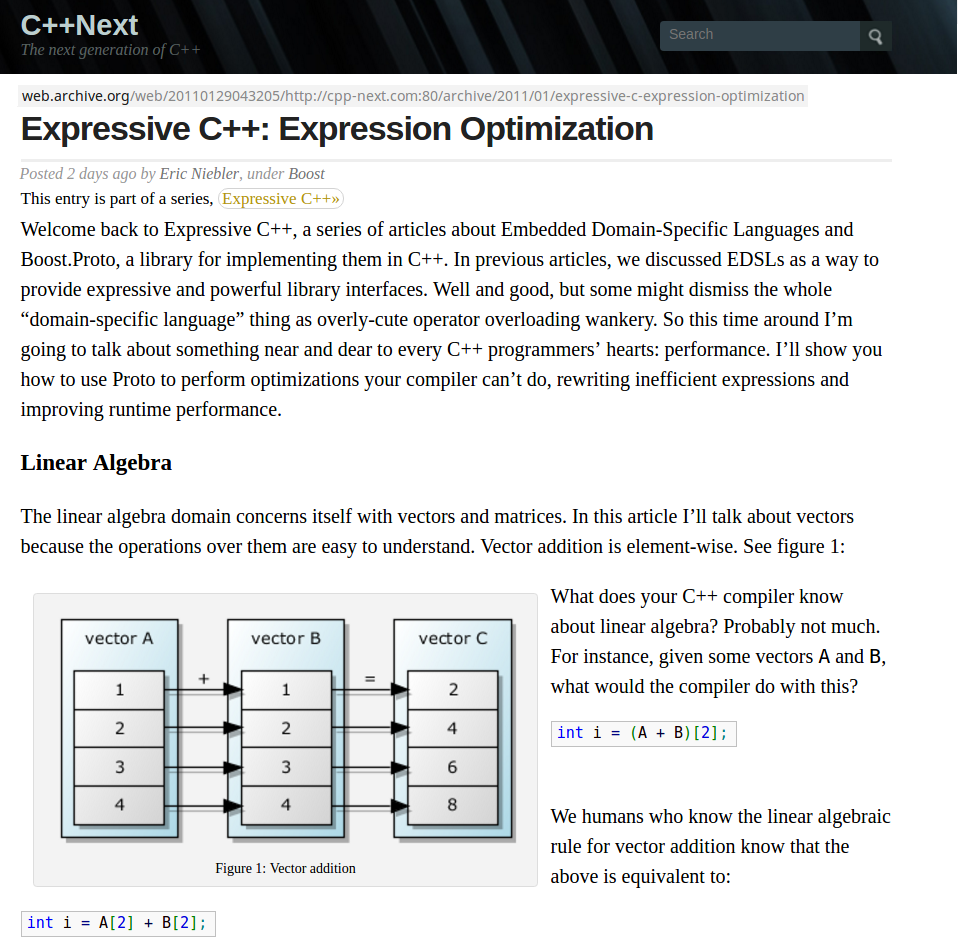 C++Next
The next generation of C++
Search
web.archive.org/web/20110129043205/http://cpp-next.com:80/archive/2011/01/expressive-c-expression-optimization
Expressive C++: Expression Optimization
Posted 2 days ago by Eric Niebler, under Boost
This entry is part of a series, Expressive C++»
Welcome back to Expressive C++, a series of articles about Embedded Domain-Specific Languages and
Boost.Proto, a library for implementing them in C++. In previous articles, we discussed EDSLs as a way to
provide expressive and powerful library interfaces. Well and good, but some might dismiss the whole
“domain-specific language” thing as overly-cute operator overloading wankery. So this time around I’m
going to talk about something near and dear to every C++ programmers’ hearts: performance. I’ll show you
how to use Proto to perform optimizations your compiler can’t do, rewriting inefficient expressions and
improving runtime performance.
Linear Algebra
The linear algebra domain concerns itself with vectors and matrices. In this article I’ll talk about vectors
because the operations over them are easy to understand. Vector addition is element-wise. See figure 1:
vector A vector B vector C
+ =
1 1 2
2 2 4
3 3 6
4 4 8
Figure 1: Vector addition
What does your C++ compiler know
about linear algebra? Probably not much.
For instance, given some vectors A and B,
what would the compiler do with this?
int i = (A + B)[2];
We humans who know the linear algebraic
rule for vector addition know that the
above is equivalent to:
int i = A[2] + B[2];